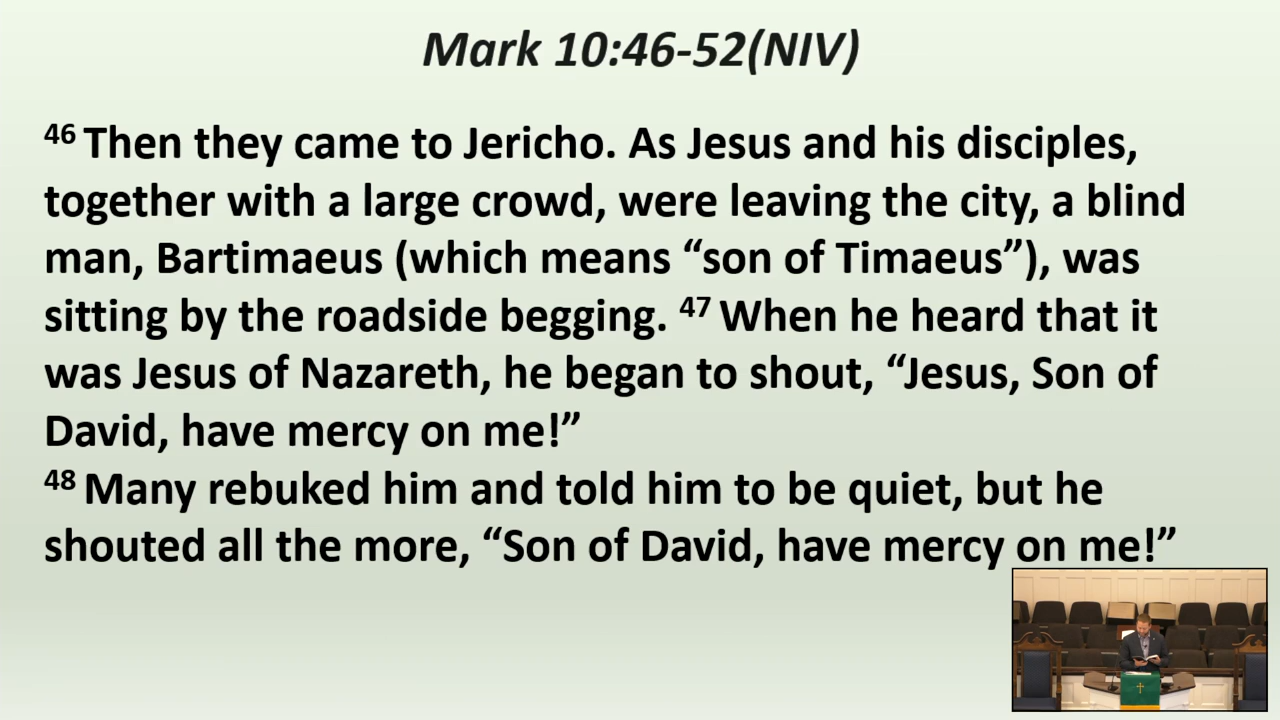 Mark 10:46-52(NIV)
46 Then they came to Jericho. As Jesus and his disciples,
together with a large crowd, were leaving the city, a blind
man, Bartimaeus (which means “son of Timaeus”), was
sitting by the roadside begging. 47 When he heard that it
was Jesus of Nazareth, he began to shout, “Jesus, Son of
David, have mercy on me!”
48 Many rebuked him and told him to be quiet, but he
shouted all the more, “Son of David, have mercy on me!”